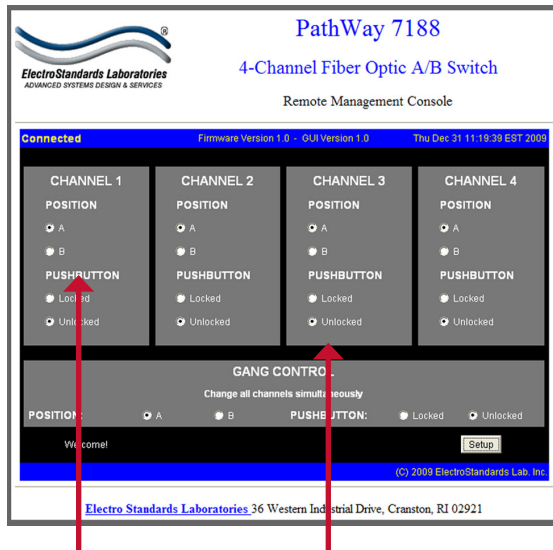 ®
ElectroStandards Laboratories
ADVANCED SYSTEMS DESIGN & SERVICES
PathWay 7188
4-Channel Fiber Optic A/B Switch
Remote Management Console
Connected Firmware Version 1.0 - GUI Version 1.0 Thu Dec 31 11:19:39 EST 2009
CHANNEL 1 CHANNEL 2 CHANNEL 3 CHANNEL 4
POSITION POSITION POSITION POSITION
A A A A
B B B B
PUSHBUTTON PUSHBUTTON PUSHBUTTON PUSHBUTTON
Locked Locked Locked Locked
Unlocked Unlocked Unlocked Unlocked
GANG CONTROL
Change all channels simultaneously
POSITION: A B PUSHBUTTON: Locked Unlocked
Welcome! Setup
(C) 2009 ElectroStandards Lab. Inc.
Electro Standards Laboratories 36 Western Industrial Drive, Cranston, RI 02921